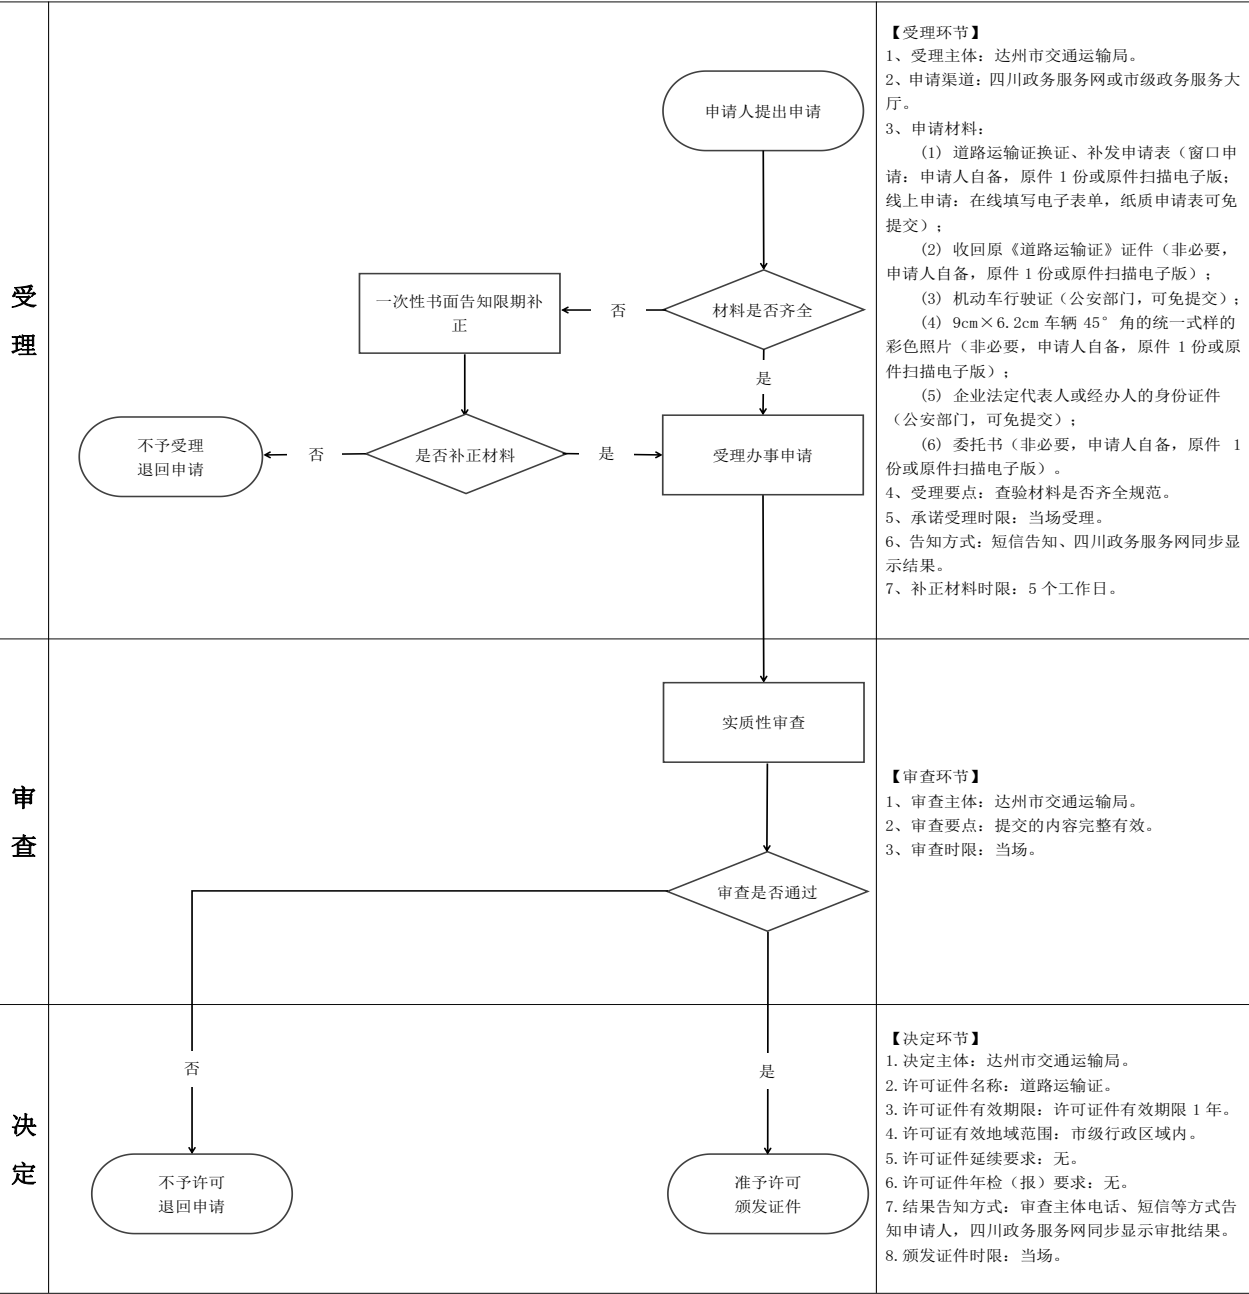 受
理
申请人提出申请
材料是否齐全
否
一次性书面告知限期补
正
是
是否补正材料
否
不予受理
退回申请
是
受理办事申请
【受理环节】
1、受理主体：达州市交通运输局。
2、申请渠道：四川政务服务网或市级政务服务大
厅。
3、申请材料：
（1）道路运输证换证、补发申请表（窗口申
请：申请人自备，原件 1 份或原件扫描电子版；
线上申请：在线填写电子表单，纸质申请表可免
提交）；
（2）收回原《道路运输证》证件（非必要，
申请人自备，原件 1 份或原件扫描电子版）；
（3）机动车行驶证（公安部门，可免提交）；
（4）9cm×6.2cm 车辆 45°角的统一式样的
彩色照片（非必要，申请人自备，原件 1 份或原
件扫描电子版）；
（5）企业法定代表人或经办人的身份证件
（公安部门，可免提交）；
（6）委托书（非必要，申请人自备，原件 1
份或原件扫描电子版）。
4、受理要点：查验材料是否齐全规范。
5、承诺受理时限：当场受理。
6、告知方式：短信告知、四川政务服务网同步显
示结果。
7、补正材料时限：5 个工作日。
审
查
实质性审查
审查是否通过
【审查环节】
1、审查主体：达州市交通运输局。
2、审查要点：提交的内容完整有效。
3、审查时限：当场。
决
定
否
不予许可
退回申请
是
准予许可
颁发证件
【决定环节】
1.决定主体：达州市交通运输局。
2.许可证件名称：道路运输证。
3.许可证件有效期限：许可证件有效期限 1 年。
4.许可证有效地域范围：市级行政区域内。
5.许可证件延续要求：无。
6.许可证件年检（报）要求：无。
7.结果告知方式：审查主体电话、短信等方式告
知申请人，四川政务服务网同步显示审批结果。
8.颁发证件时限：当场。